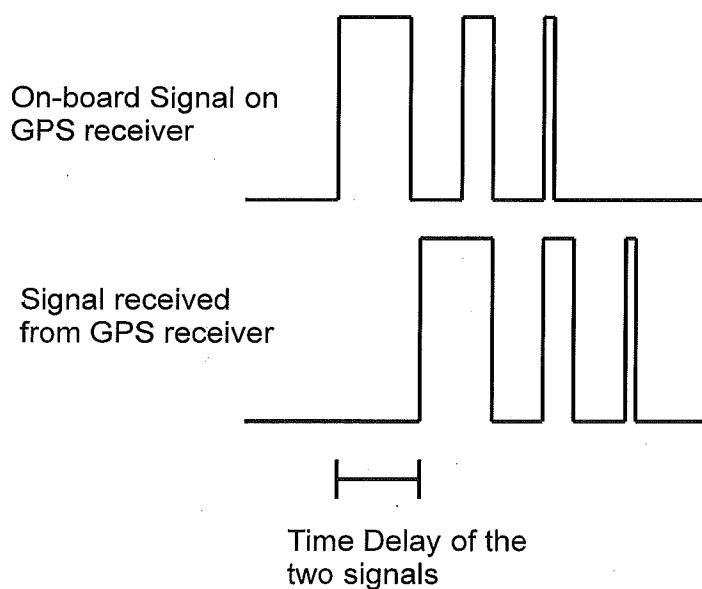 On-board Signal on
GPS receiver
Signal received
from GPS receiver
Time Delay of the
two signals